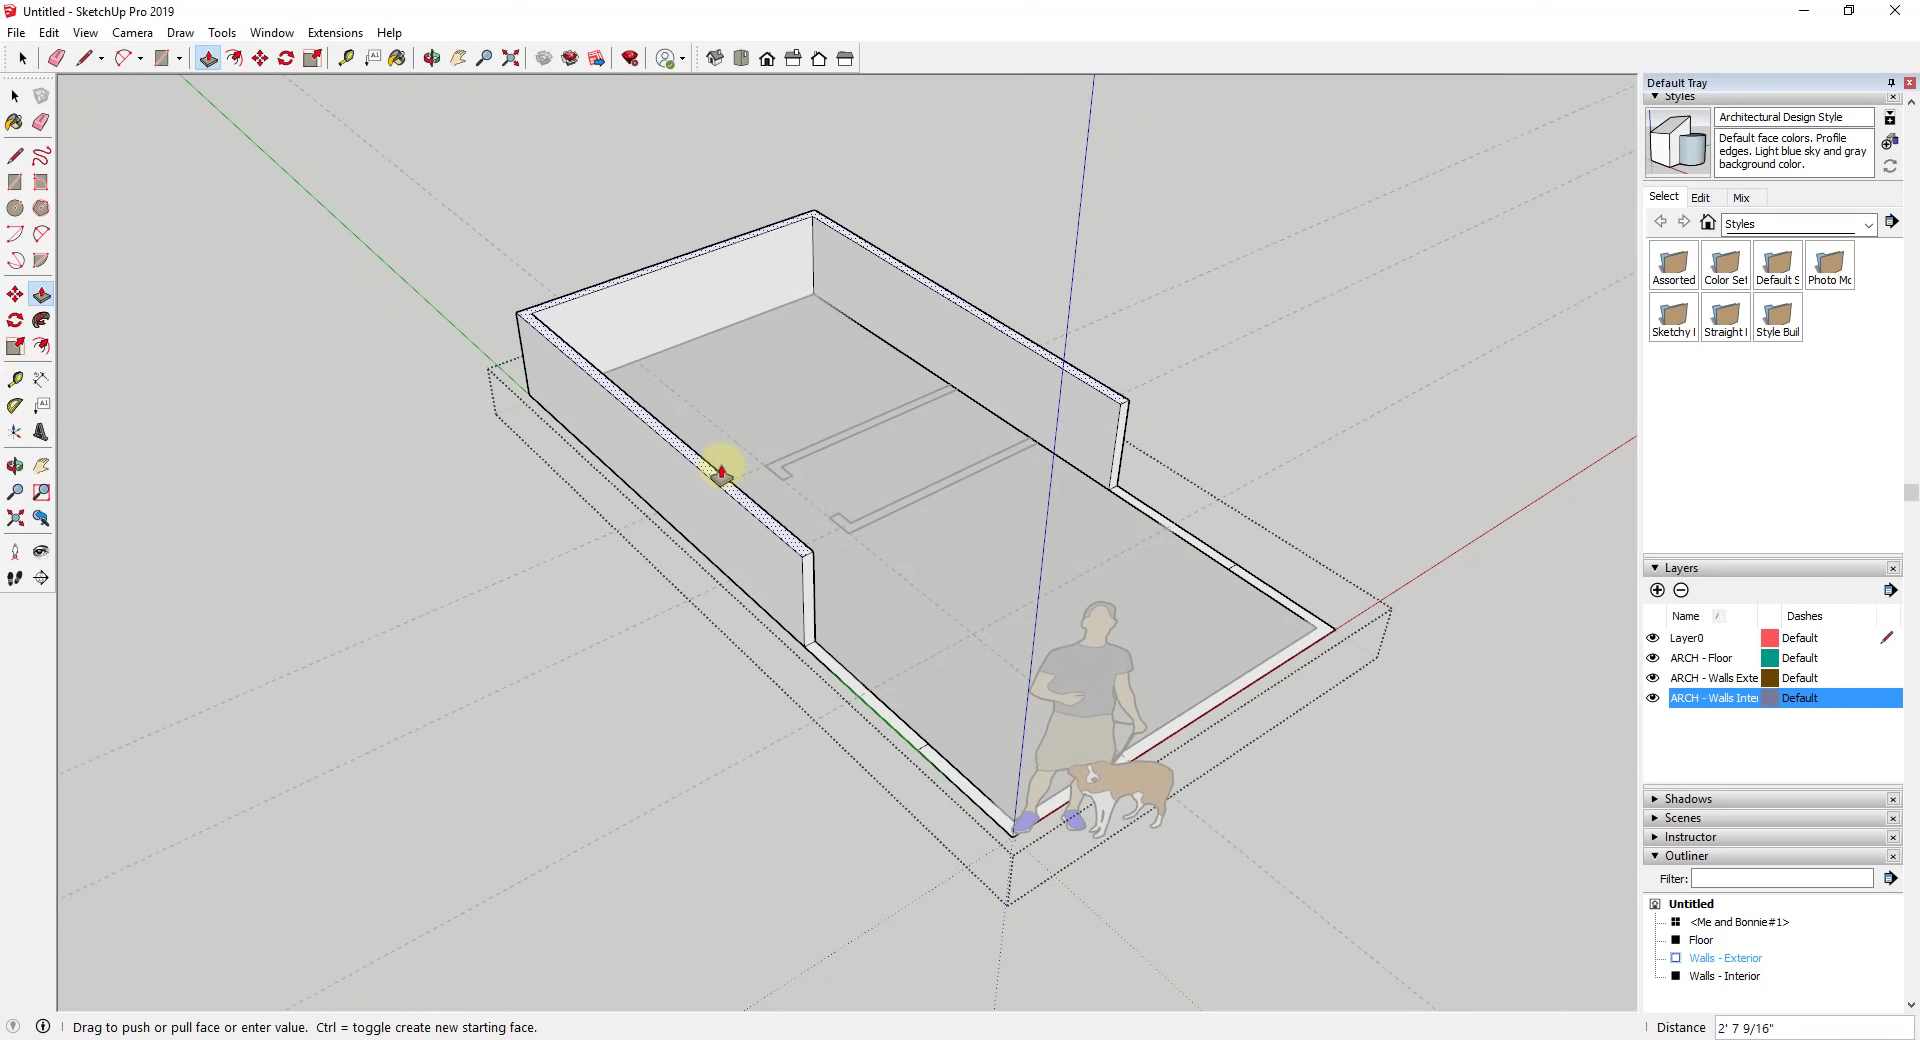 Untitled - SketchUp Pro 2019
File Edit View Camera Draw Tools Window Extensions Help
A1
A1
Default Tray
Styles
Architectural Design Style
Default face colors. Profile
edges. Light blue sky and gray
background color.
Select Edit Mix
Styles
Assorted Color Set Default S Photo Mc
Sketchy I Straight I Style Buil
Layers
Name Dashes
Layer0 Default
ARCH - Floor Default
ARCH - Walls Exte Default
ARCH - Walls Inte Default
Shadows
Scenes
Instructor
Outliner
Filter:
Untitled
<Me and Bonnie#1>
Floor
Walls - Exterior
Walls - Interior
Drag to push or pull face or enter value. Ctrl = toggle create new starting face.
Distance 2' 7 9/16"